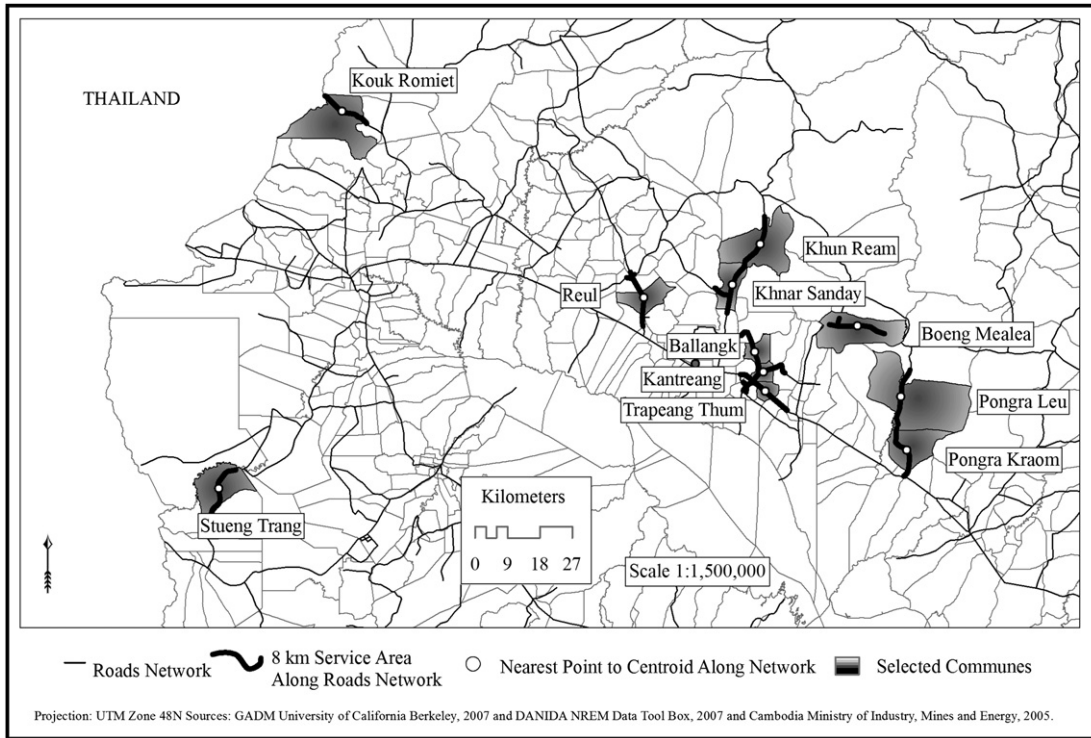 Kouk Romiet
THAILAND
Khun Ream
Reul
Khnar Sanday
Ballangk
Boeng Mealea
Kantreang
Trapeang Thum
Pongra Leu
Pongra Kraom
Stueng Trang
Kilometers
0 9 18 27
Scale 1:1,500,000
Roads Network
8 km Service Area
Along Roads Network
Nearest Point to Centroid Along Network
Selected Communes
Projection: UTM Zone 48N Sources: GADM University of California Berkeley, 2007 and DANIDA NREM Data Tool Box, 2007 and Cambodia Ministry of Industry, Mines and Energy, 2005.